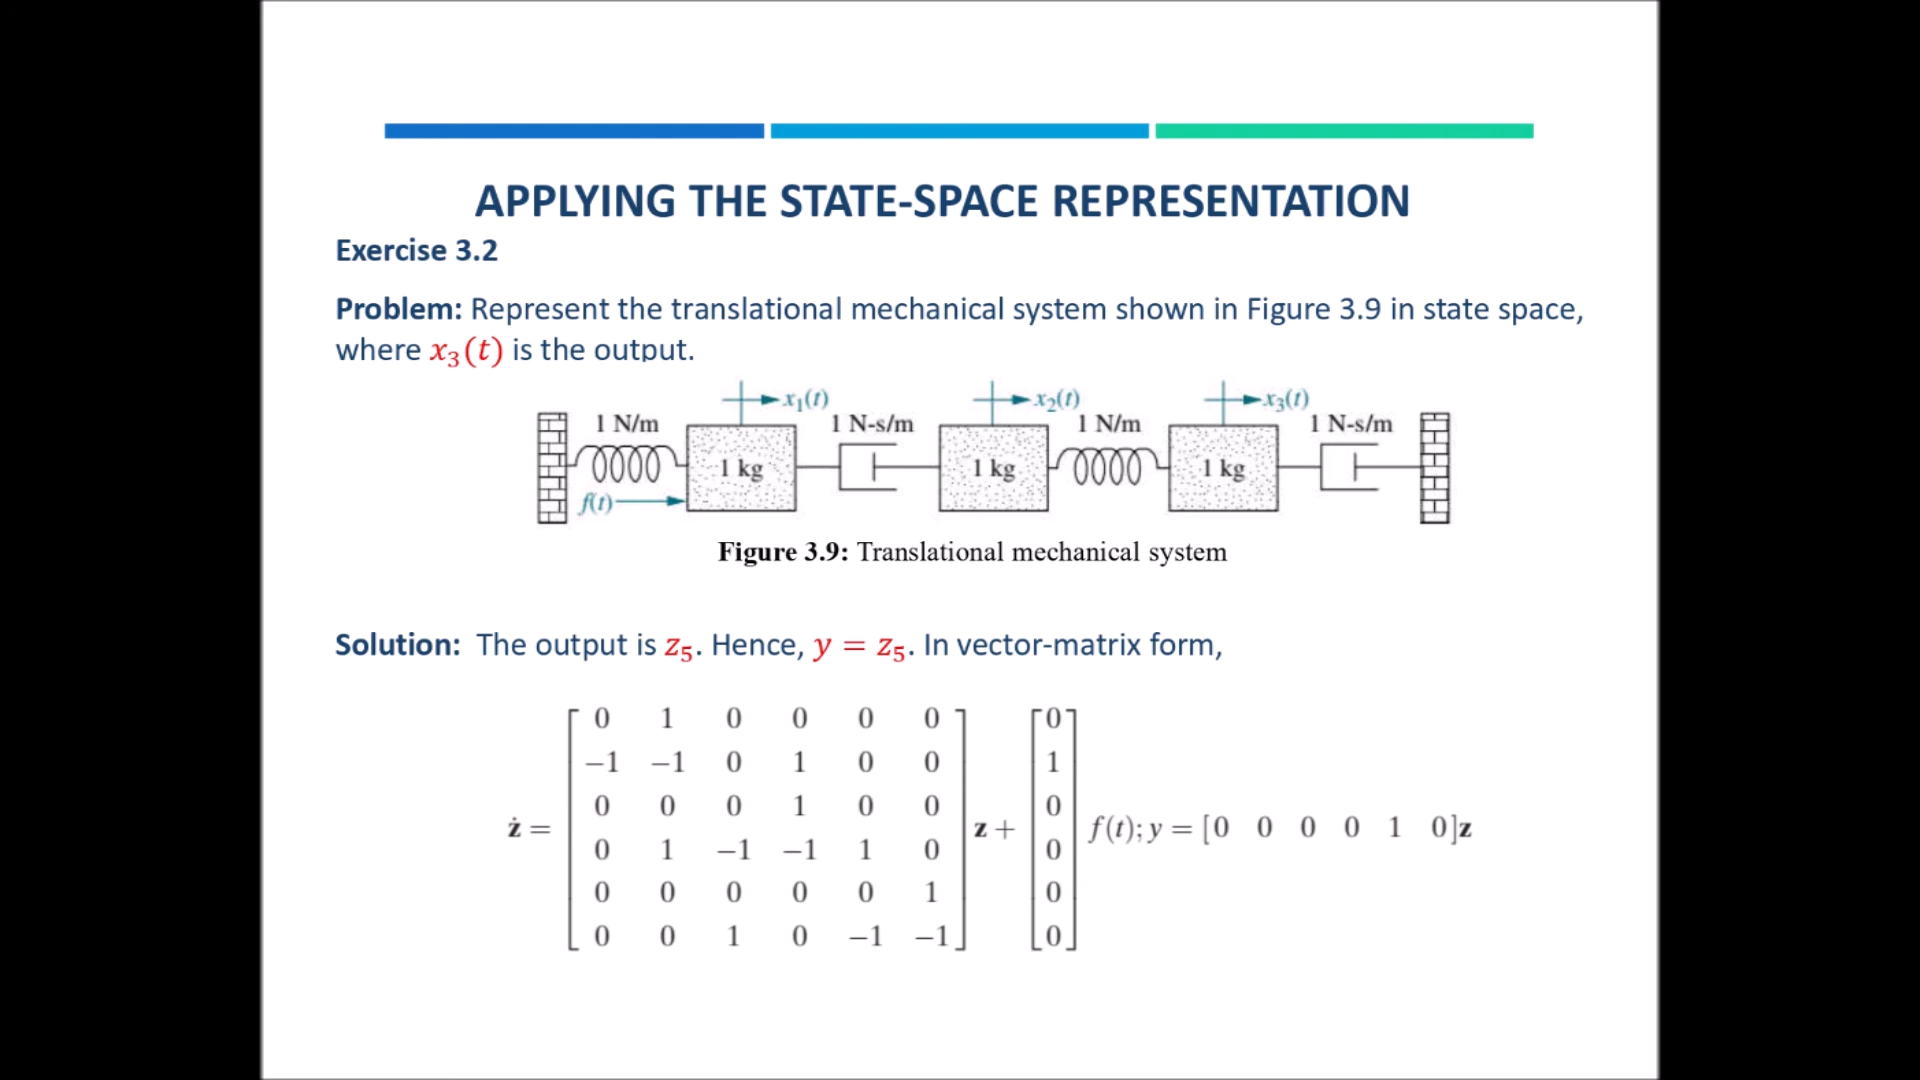 APPLYING THE STATE-SPACE REPRESENTATION
Exercise 3.2
Problem: Represent the translational mechanical system shown in Figure 3.9 in state space,
where x₃(t) is the output.
x₁(t) x₂(t) x₃(t)
1 N/m 1 N-s/m 1 N/m 1 N-s/m
1 kg 1 kg 1 kg
f(t)
Figure 3.9: Translational mechanical system
Solution: The output is z₅. Hence, y = z₅. In vector-matrix form,
0 1 0 0 0 0 0
−1 −1 0 1 0 0 1
0 0 0 1 0 0 0
ż = z + f(t); y = [0 0 0 0 1 0]z
0 1 −1 −1 1 0 0
0 0 0 0 0 1 0
0 0 1 0 −1 −1 0